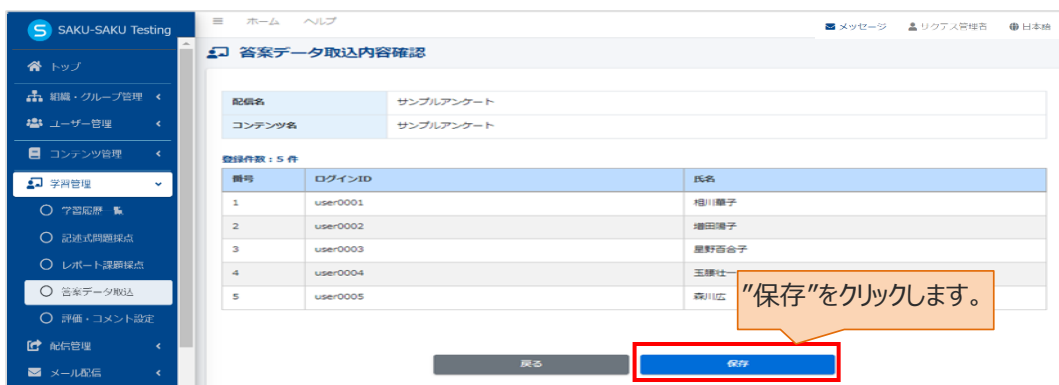 SAKU-SAKU Testing
ホーム ヘルプ
メッセージ リクテス管理者 日本語
トップ
組織・グループ管理
ユーザー管理
コンテンツ管理
学習管理
学習履歴一覧
記述式問題採点
レポート課題採点
答案データ取込
評価・コメント設定
配信管理
メール配信
答案データ取込内容確認
配信名 サンプルアンケート
コンテンツ名 サンプルアンケート
登録件数：5 件
番号 ログインID 氏名
1 user0001 相川華子
2 user0002 増田陽子
3 user0003 星野百合子
4 user0004 玉腰壮一
5 user0005 森川広
"保存"をクリックします。
戻る 保存